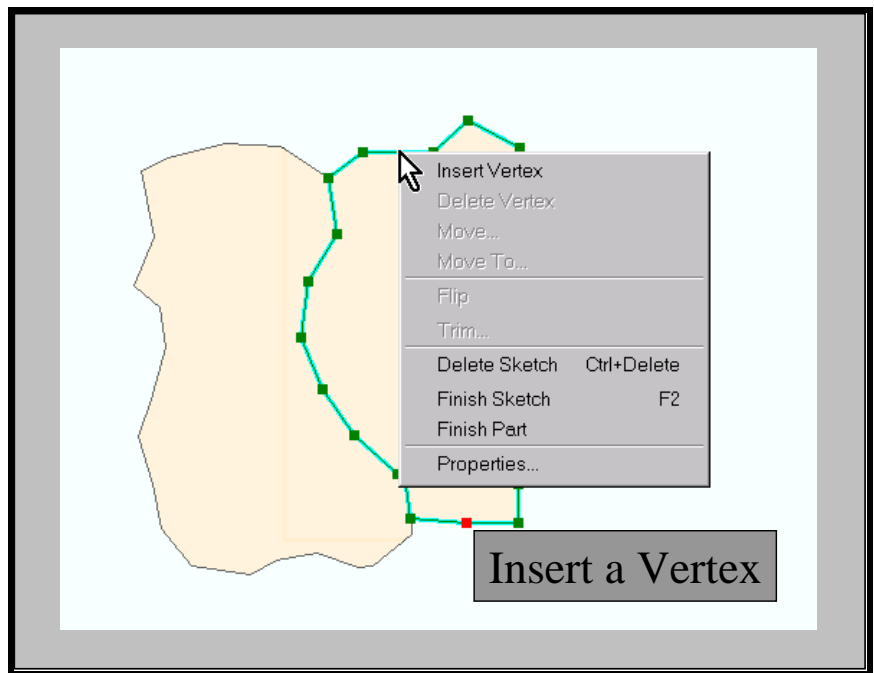 Insert Vertex
Delete Vertex
Move...
Move To...
Flip
Trim...
Delete Sketch Ctrl+Delete
Finish Sketch F2
Finish Part
Properties...
Insert a Vertex